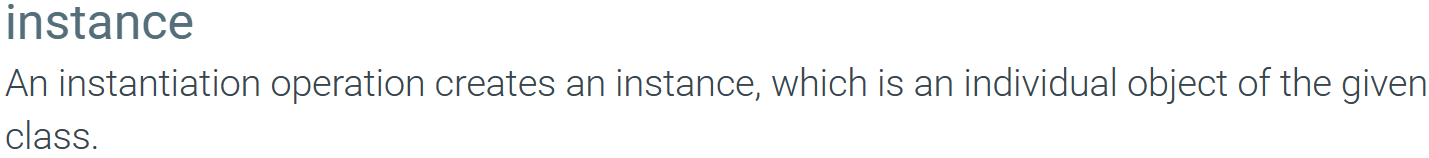 instance
An instantiation operation creates an instance, which is an individual object of the given
class.